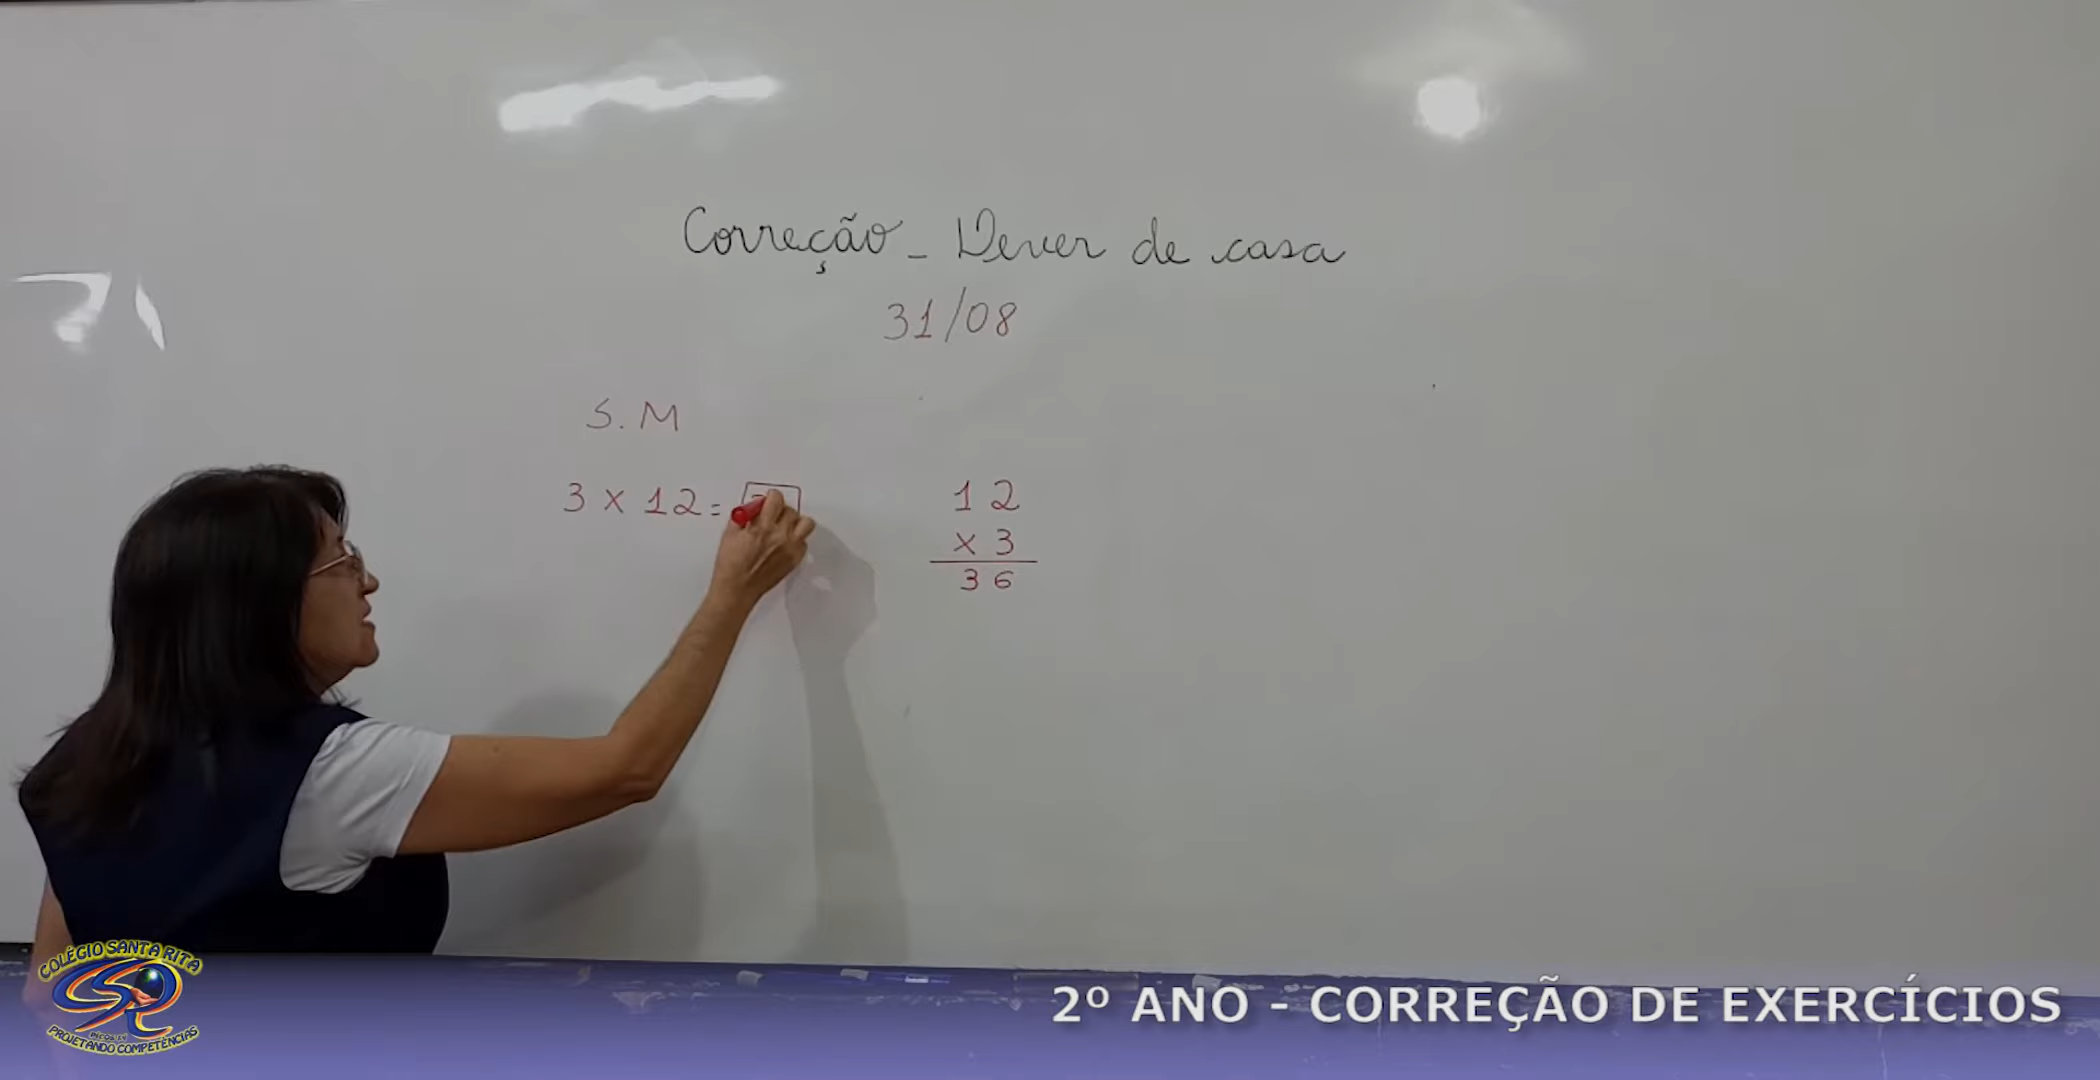 Correção - Dever de casa
31/08
S. M
3 x 12 =
12
x 3
36
COLÉGIO SANTA RITA
PROJETANDO COMPETÊNCIAS
2º ANO - CORREÇÃO DE EXERCÍCIOS